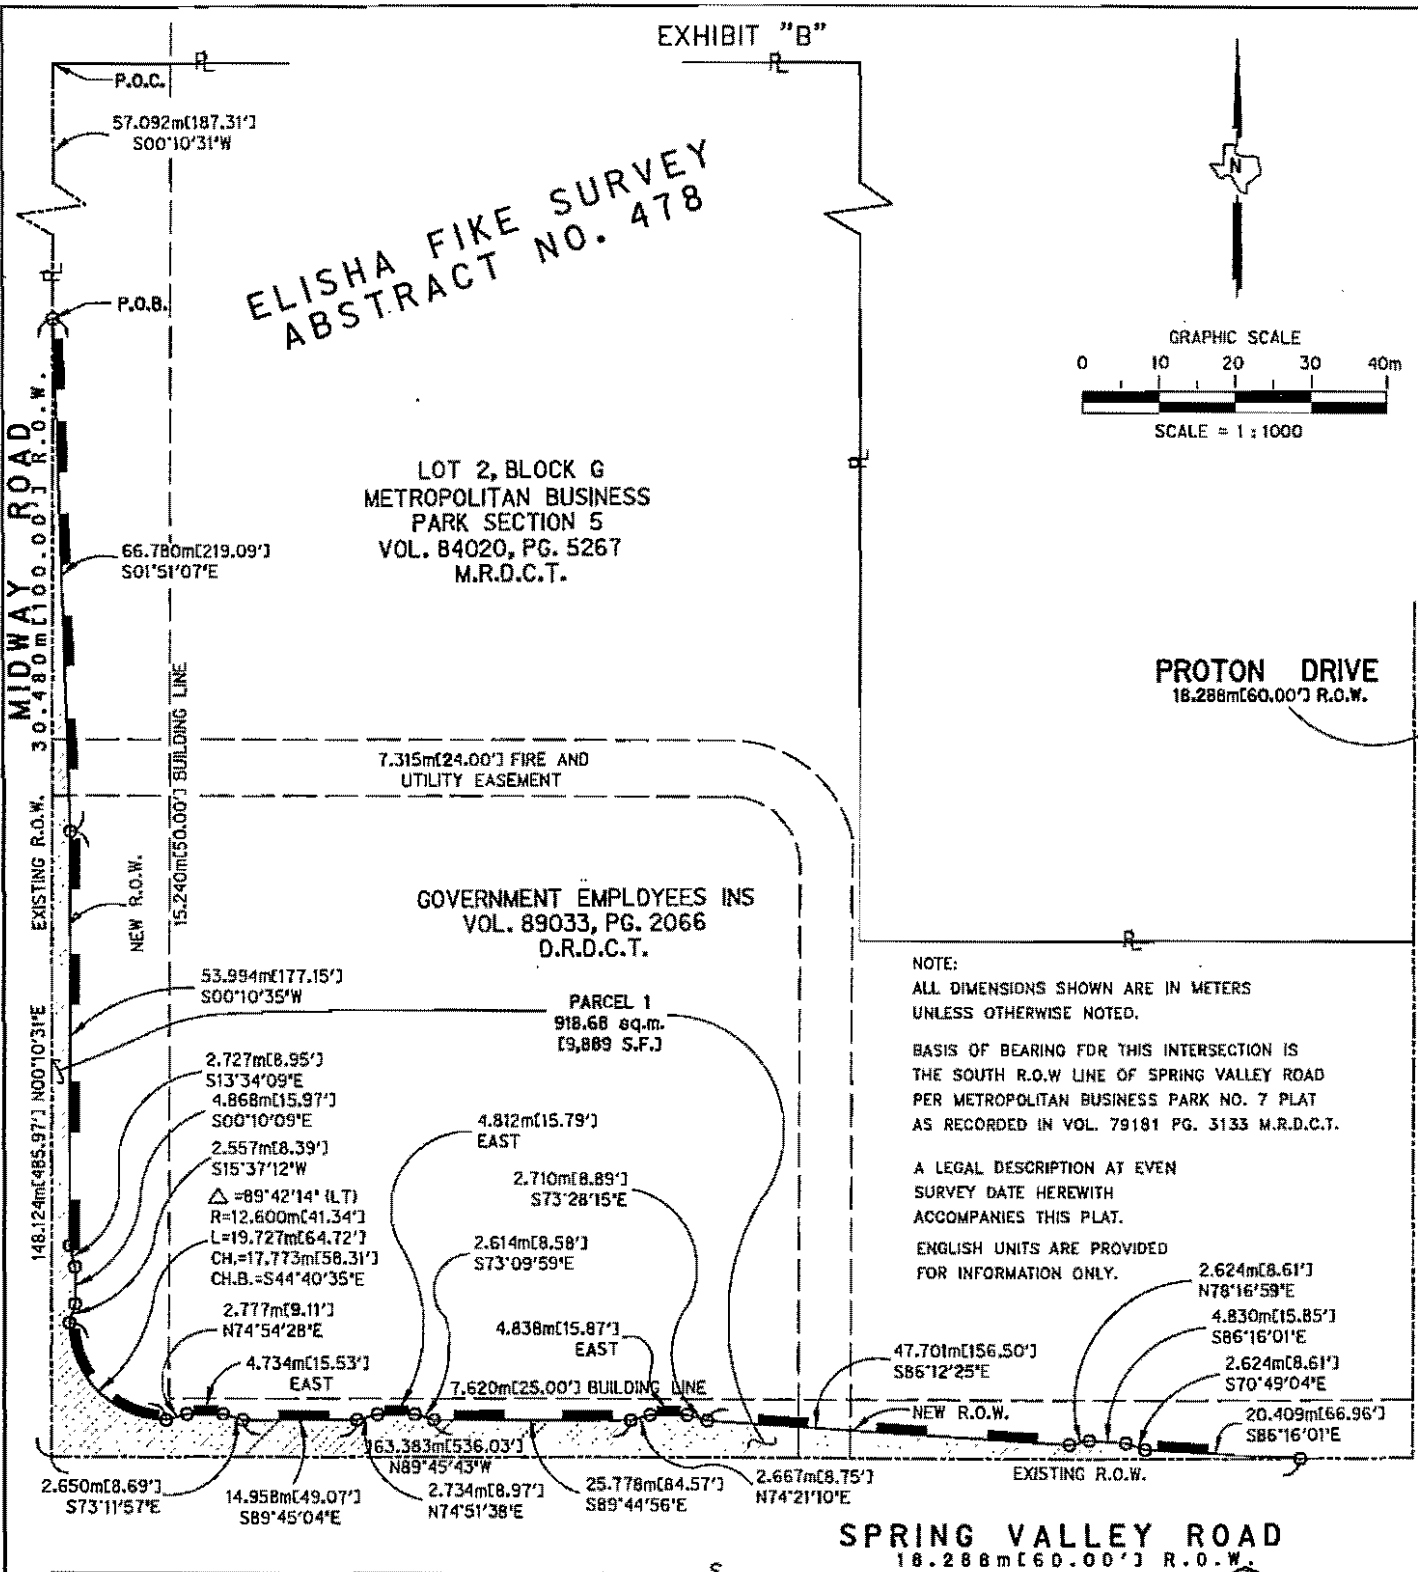 EXHIBIT "B"
P.O.C.
57.092m[187.31']
S00°10'31"W
ELISHA FIKE SURVEY
ABSTRACT NO. 478
N
P.O.B.
GRAPHIC SCALE
0 10 20 30 40m
SCALE = 1 : 1000
MIDWAY ROAD
30.480m[100.00'] R.O.W.
LOT 2, BLOCK G
METROPOLITAN BUSINESS
PARK SECTION 5
VOL. 84020, PG. 5267
M.R.D.C.T.
66.780m[219.09']
S01°51'07"E
15.240m[50.00'] BUILDING LINE
PROTON DRIVE
18.288m[60.00'] R.O.W.
7.315m[24.00'] FIRE AND
UTILITY EASEMENT
EXISTING R.O.W.
NEW R.O.W.
GOVERNMENT EMPLOYEES INS
VOL. 89033, PG. 2066
D.R.D.C.T.
53.994m[177.15']
S00°10'35"W
PARCEL 1
918.68 sq.m.
[9,889 S.F.]
NOTE:
ALL DIMENSIONS SHOWN ARE IN METERS
UNLESS OTHERWISE NOTED.
BASIS OF BEARING FOR THIS INTERSECTION IS
THE SOUTH R.O.W LINE OF SPRING VALLEY ROAD
PER METROPOLITAN BUSINESS PARK NO. 7 PLAT
AS RECORDED IN VOL. 79181 PG. 3133 M.R.D.C.T.
A LEGAL DESCRIPTION AT EVEN
SURVEY DATE HEREWITH
ACCOMPANIES THIS PLAT.
ENGLISH UNITS ARE PROVIDED
FOR INFORMATION ONLY.
148.124m[485.97'] N00°10'31"E
2.727m[8.95']
S13°34'09"E
4.868m[15.97']
S00°10'09"E
2.557m[8.39']
S15°37'12"W
△ =89°42'14" (LT)
R=12.600m[41.34']
L=19.727m[64.72']
CH.=17.773m[58.31']
CH.B.=S44°40'35"E
2.777m[9.11']
N74°54'28"E
4.734m[15.53']
EAST
4.812m[15.79']
EAST
2.710m[8.89']
S73°28'15"E
2.614m[8.58']
S73°09'59"E
4.838m[15.87']
EAST
7.620m[25.00'] BUILDING LINE
47.701m[156.50']
S86°12'25"E
NEW R.O.W.
2.624m[8.61']
N78°16'59"E
4.830m[15.85']
S86°16'01"E
2.624m[8.61']
S70°49'04"E
20.409m[66.96']
S86°16'01"E
EXISTING R.O.W.
163.383m[536.03']
N89°45'43"W
2.650m[8.69']
S73°11'57"E
14.958m[49.07']
S89°45'04"E
2.734m[8.97']
N74°51'38"E
25.778m[84.57']
S89°44'56"E
2.667m[8.75']
N74°21'10"E
SPRING VALLEY ROAD
18.288m[60.00'] R.O.W.